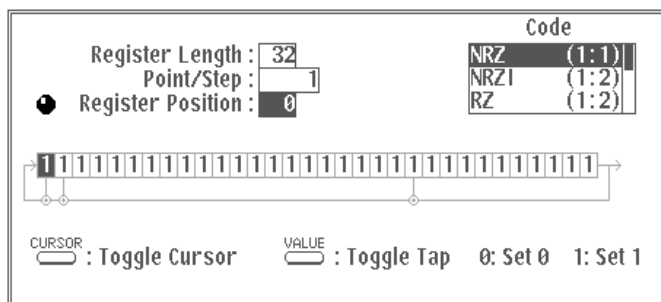 Code
Register Length : 32
NRZ (1:1)
Point/Step : 1
NRZI (1:2)
Register Position : 0
RZ (1:2)
1 1 1 1 1 1 1 1 1 1 1 1 1 1 1 1 1 1 1 1 1 1 1 1 1 1 1 1 1 1 1 1
CURSOR : Toggle Cursor VALUE : Toggle Tap 0: Set 0 1: Set 1